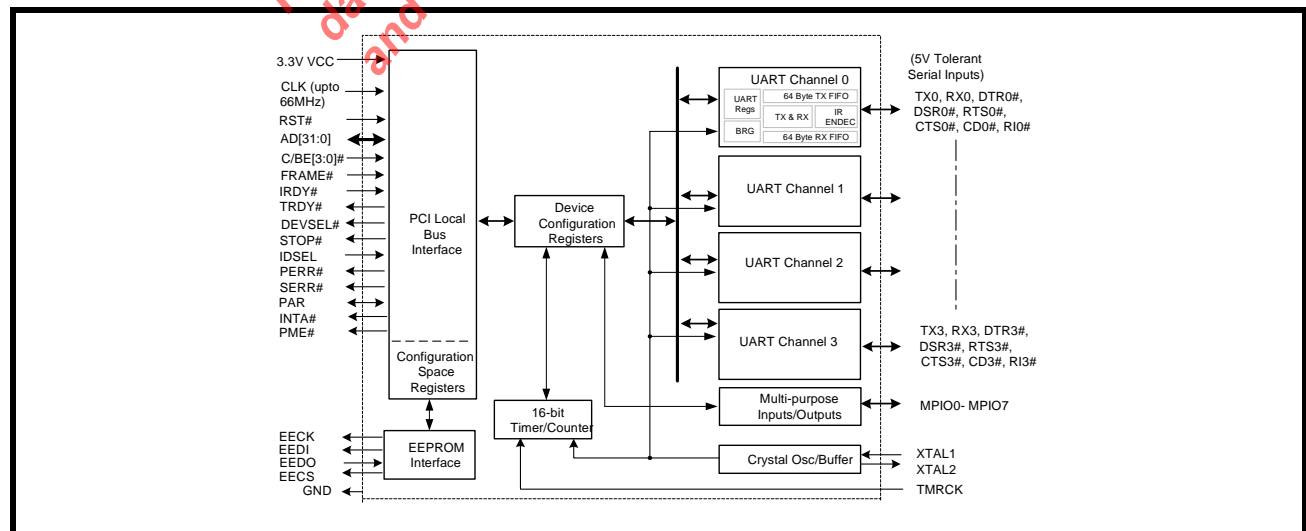 da
and
3.3V VCC
CLK (upto
66MHz)
RST#
AD[31:0]
C/BE[3:0]#
FRAME#
IRDY#
TRDY#
DEVSEL#
STOP#
IDSEL
PERR#
SERR#
PAR
INTA#
PME#
EECK
EEDI
EEDO
EECS
GND
PCI Local
Bus
Interface
Configuration
Space
Registers
EEPROM
Interface
Device
Configuration
Registers
16-bit
Timer/Counter
UART Channel 0
UART
Regs
BRG
64 Byte TX FIFO
TX & RX
IR
ENDEC
64 Byte RX FIFO
UART Channel 1
UART Channel 2
UART Channel 3
Multi-purpose
Inputs/Outputs
Crystal Osc/Buffer
(5V Tolerant
Serial Inputs)
TX0, RX0, DTR0#,
DSR0#, RTS0#,
CTS0#, CD0#, RI0#
TX3, RX3, DTR3#,
DSR3#, RTS3#,
CTS3#, CD3#, RI3#
MPIO0- MPIO7
XTAL1
XTAL2
TMRCK